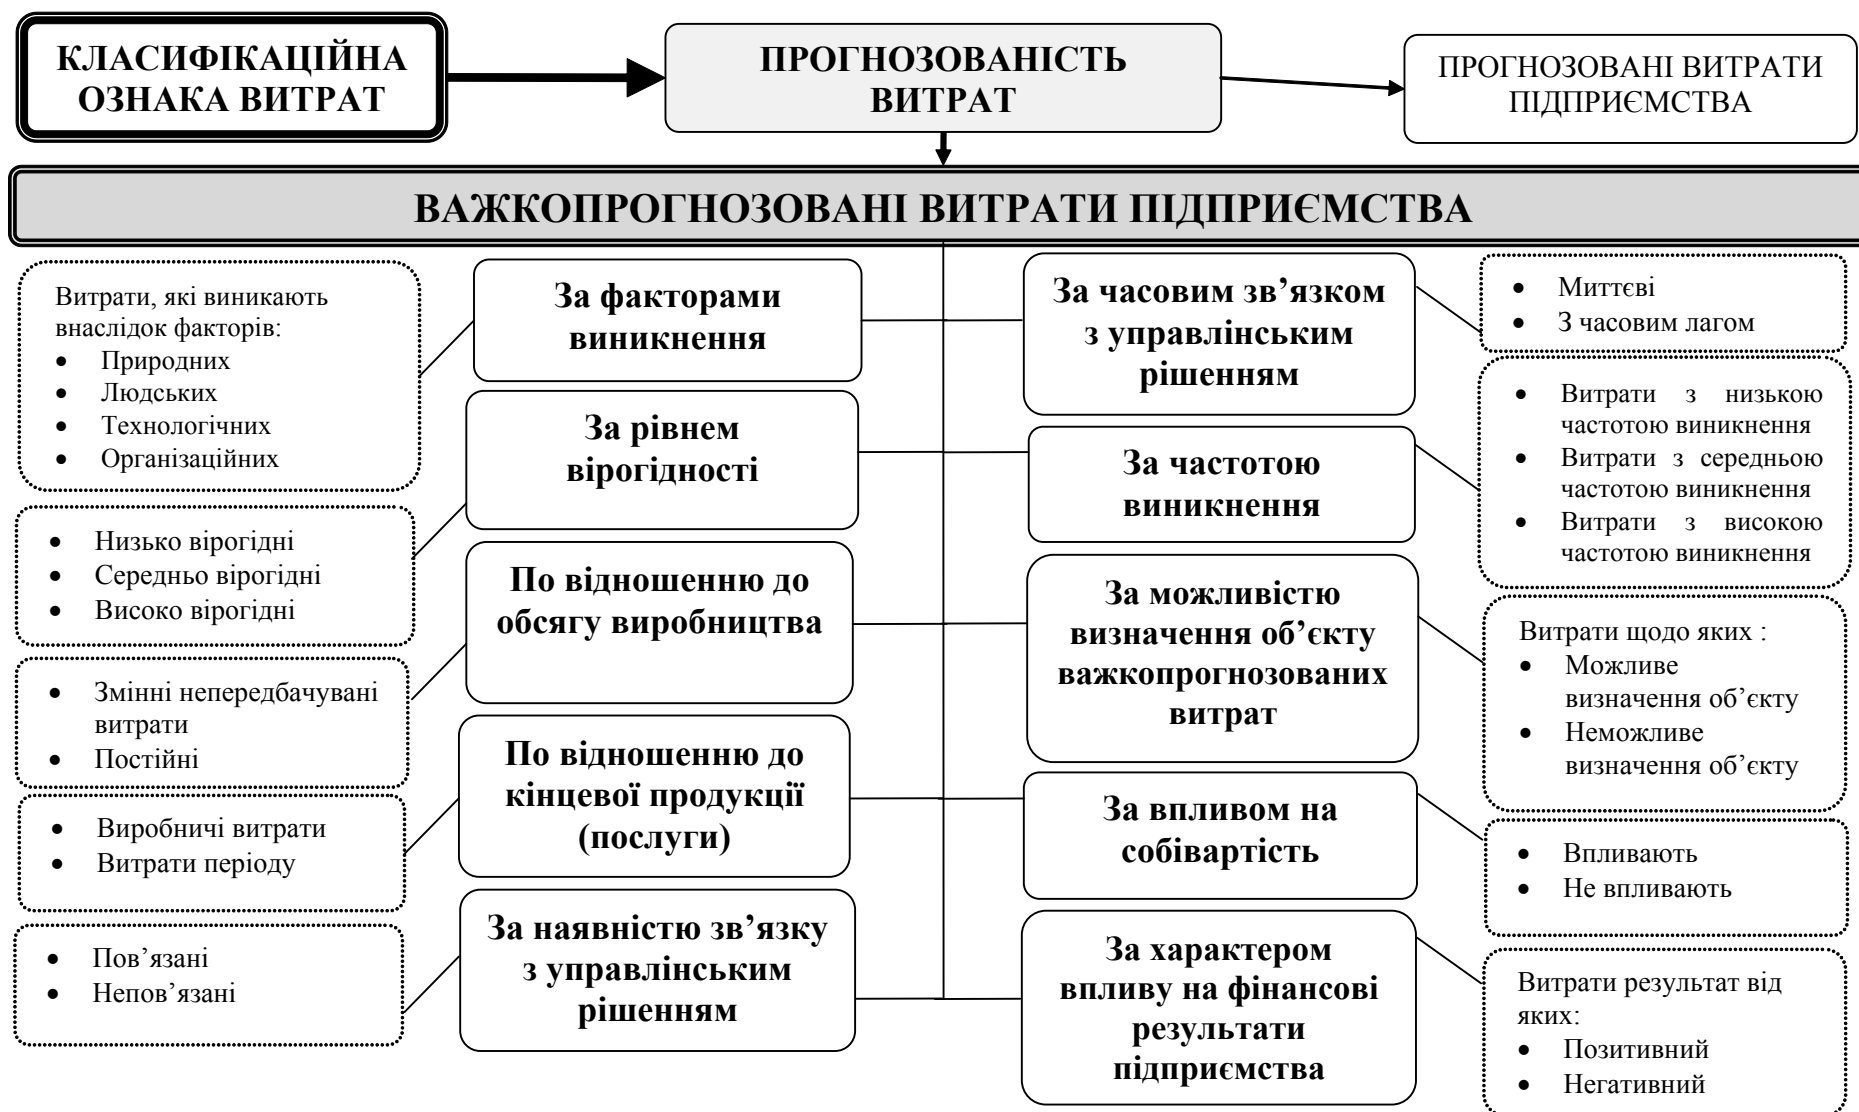 КЛАСИФІКАЦІЙНА
ОЗНАКА ВИТРАТ
ПРОГНОЗОВАНІСТЬ
ВИТРАТ
ПРОГНОЗОВАНІ ВИТРАТИ
ПІДПРИЄМСТВА
ВАЖКОПРОГНОЗОВАНІ ВИТРАТИ ПІДПРИЄМСТВА
Витрати, які виникають
внаслідок факторів:
• Природних
• Людських
• Технологічних
• Організаційних
За факторами
виникнення
За часовим зв’язком
з управлінським
рішенням
• Миттєві
• З часовим лагом
• Низько вірогідні
• Середньо вірогідні
• Високо вірогідні
За рівнем
вірогідності
За частотою
виникнення
• Витрати з низькою
частотою виникнення
• Витрати з середньою
частотою виникнення
• Витрати з високою
частотою виникнення
• Змінні непередбачувані
витрати
• Постійні
По відношенню до
обсягу виробництва
За можливістю
визначення об’єкту
важкопрогнозованих
витрат
Витрати щодо яких :
• Можливе
визначення об’єкту
• Неможливе
визначення об’єкту
• Виробничі витрати
• Витрати періоду
По відношенню до
кінцевої продукції
(послуги)
За впливом на
собівартість
• Впливають
• Не впливають
• Пов’язані
• Непов’язані
За наявністю зв’язку
з управлінським
рішенням
За характером
впливу на фінансові
результати
підприємства
Витрати результат від
яких:
• Позитивний
• Негативний